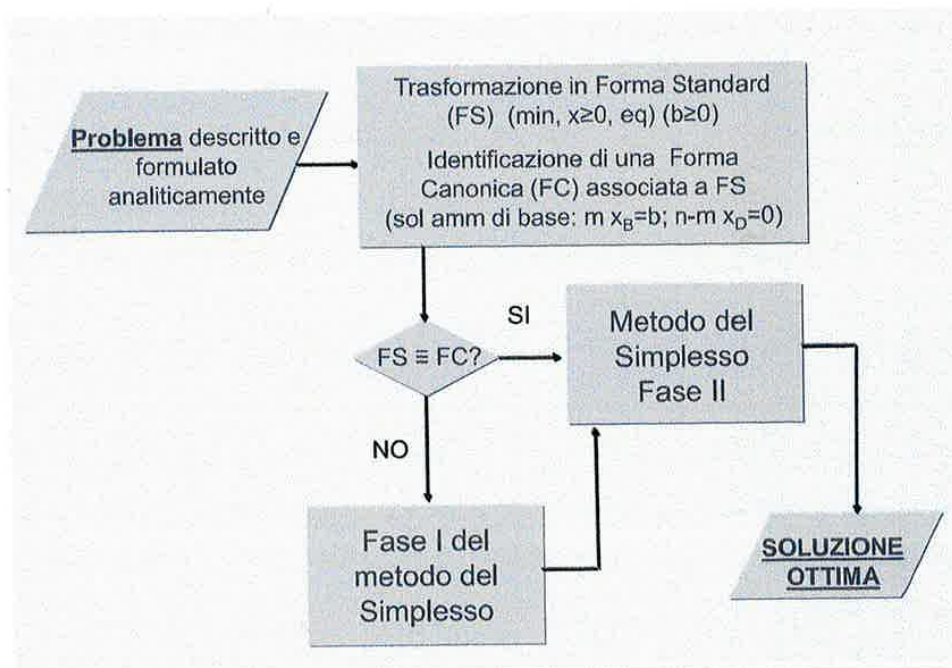 Problema descritto e
formulato
analiticamente
Trasformazione in Forma Standard
(FS) (min, x≥0, eq) (b≥0)
Identificazione di una Forma
Canonica (FC) associata a FS
(sol amm di base: m x_B=b; n-m x_D=0)
FS ≡ FC?
SI
Metodo del
Simplesso
Fase II
NO
Fase I del
metodo del
Simplesso
SOLUZIONE
OTTIMA